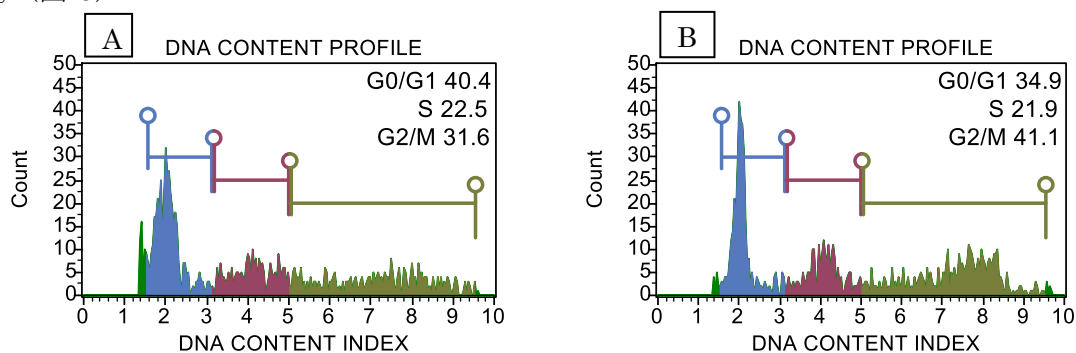 A
DNA CONTENT PROFILE
G0/G1 40.4
S 22.5
G2/M 31.6
Count
50
45
40
35
30
25
20
15
10
5
0
0 1 2 3 4 5 6 7 8 9 10
DNA CONTENT INDEX
B
DNA CONTENT PROFILE
G0/G1 34.9
S 21.9
G2/M 41.1
Count
50
45
40
35
30
25
20
15
10
5
0
0 1 2 3 4 5 6 7 8 9 10
DNA CONTENT INDEX